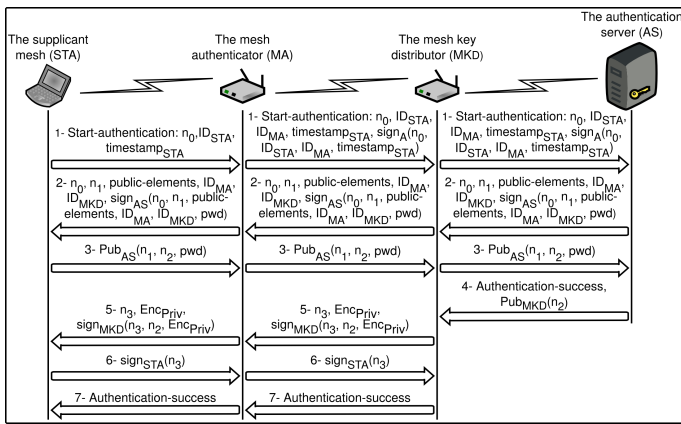 The supplicant
mesh (STA)
The mesh
authenticator (MA)
The mesh key
distributor (MKD)
The authentication
server (AS)
1- Start-authentication: n0,IDSTA,
timestampSTA
1- Start-authentication: n0, IDSTA,
IDMA, timestampSTA, signA(n0,
IDSTA, IDMA, timestampSTA)
1- Start-authentication: n0, IDSTA,
IDMA, timestampSTA, signA(n0,
IDSTA, IDMA, timestampSTA)
2- n0, n1, public-elements, IDMA,
IDMKD, signAS(n0, n1, public-
elements, IDMA, IDMKD, pwd)
2- n0, n1, public-elements, IDMA,
IDMKD, signAS(n0, n1, public-
elements, IDMA, IDMKD, pwd)
2- n0, n1, public-elements, IDMA,
IDMKD, signAS(n0, n1, public-
elements, IDMA, IDMKD, pwd)
3- PubAS(n1, n2, pwd)
3- PubAS(n1, n2, pwd)
3- PubAS(n1, n2, pwd)
4- Authentication-success,
PubMKD(n2)
5- n3, EncPriv,
signMKD(n3, n2, EncPriv)
5- n3, EncPriv,
signMKD(n3, n2, EncPriv)
6- signSTA(n3)
6- signSTA(n3)
7- Authentication-success
7- Authentication-success